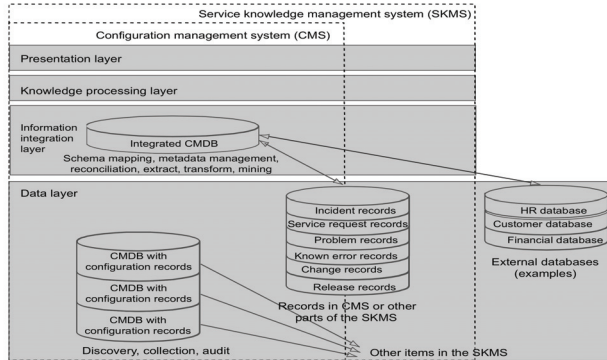 Service knowledge management system (SKMS)
Configuration management system (CMS)
Presentation layer
Knowledge processing layer
Information
integration
layer
Integrated CMDB
Schema mapping, metadata management,
reconciliation, extract, transform, mining
Data layer
Incident records
Service request records
Problem records
Known error records
Change records
Release records
Records in CMS or other
parts of the SKMS
HR database
Customer database
Financial database
External databases
(examples)
CMDB with
configuration records
CMDB with
configuration records
CMDB with
configuration records
Discovery, collection, audit
Other items in the SKMS